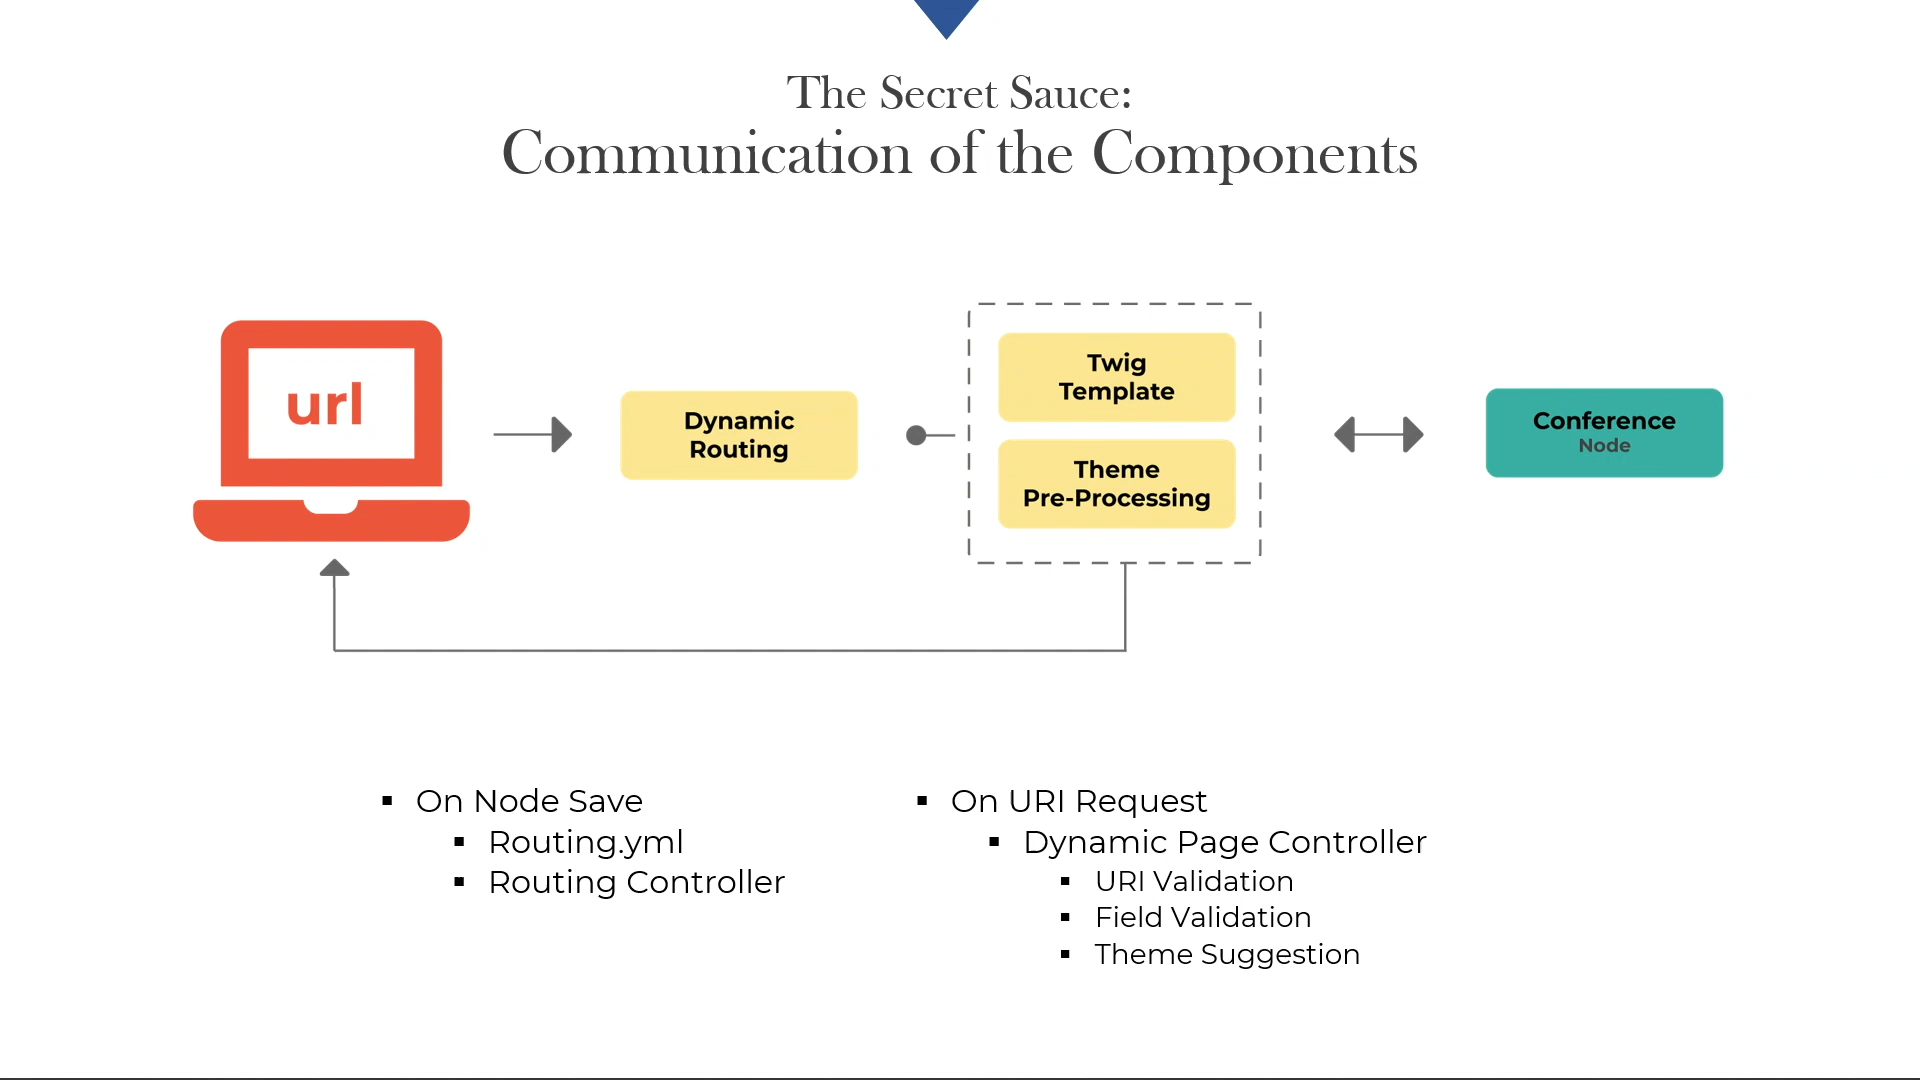 The Secret Sauce:
Communication of the Components
url
Dynamic
Routing
Twig
Template
Theme
Pre-Processing
Conference
Node
On Node Save
Routing.yml
Routing Controller
On URI Request
Dynamic Page Controller
URI Validation
Field Validation
Theme Suggestion